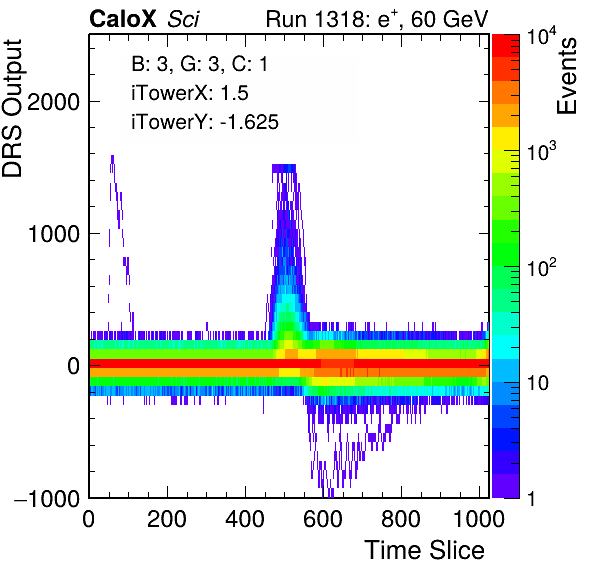 CaloX Sci
Run 1318: e+, 60 GeV
B: 3, G: 3, C: 1
iTowerX: 1.5
iTowerY: -1.625
DRS Output
2000
1000
0
−1000
0
200
400
600
800
1000
Time Slice
10^4
10^3
10^2
10
1
Events